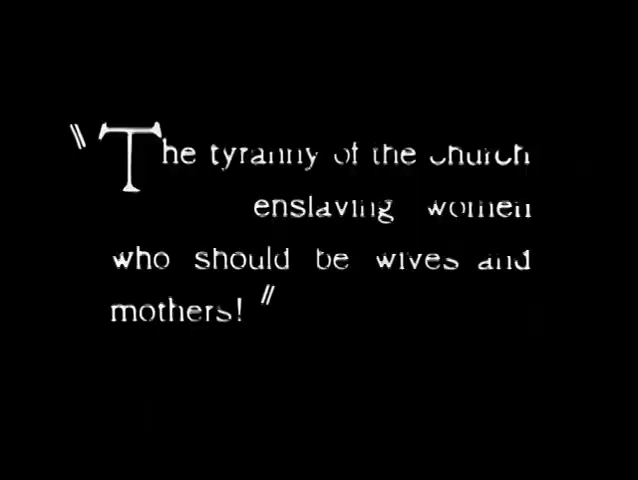 "The tyranny of the church
enslaving women
who should be wives and
mothers!"